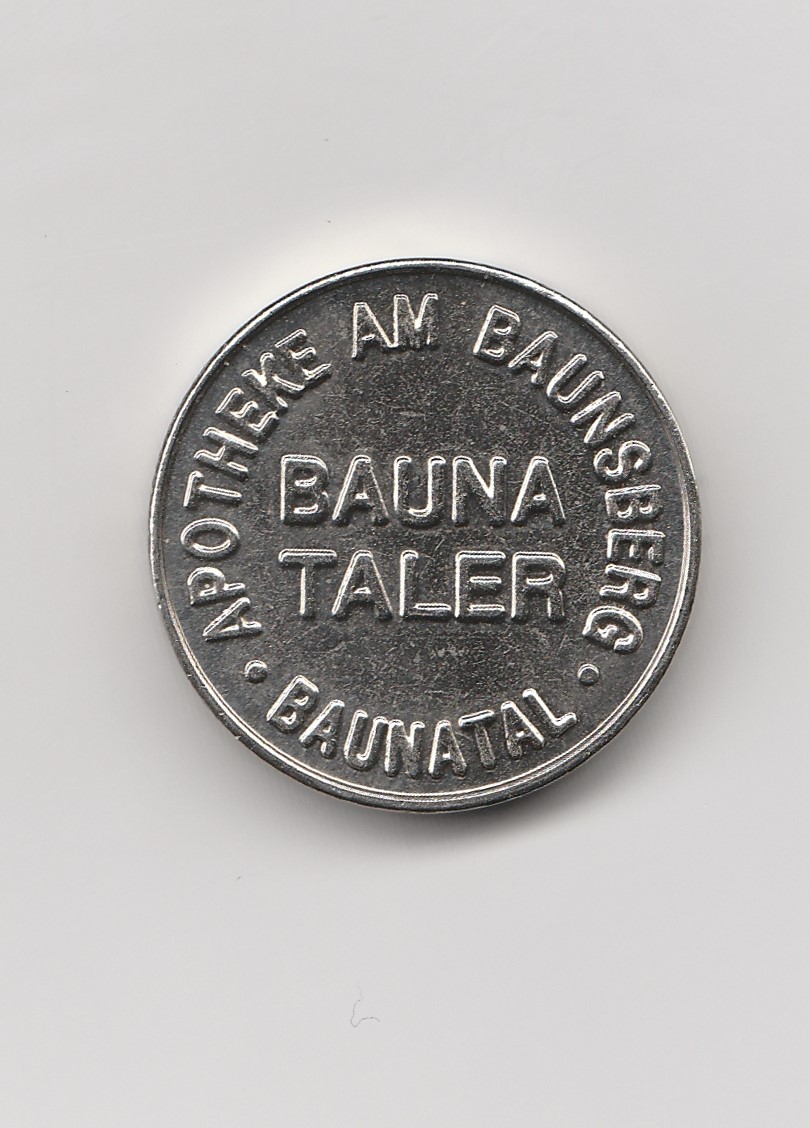 APOTHEKE AM BAUNSBERG
BAUNA
TALER
• BAUNATAL •